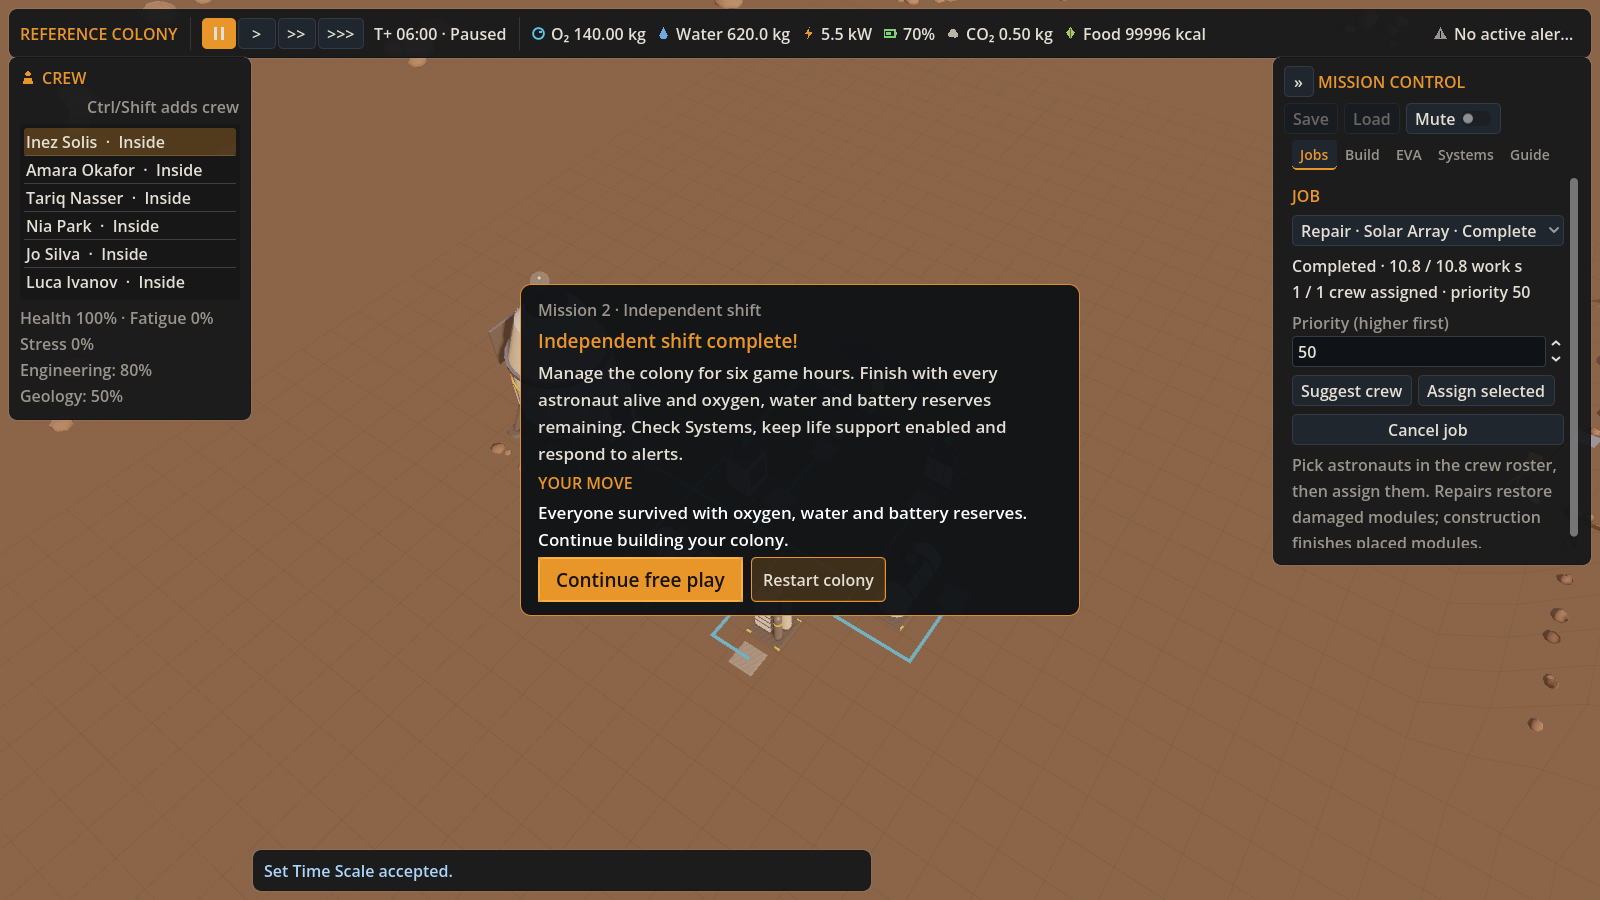 REFERENCE COLONY
> >> >>> T+ 06:00 · Paused O₂ 140.00 kg Water 620.0 kg 5.5 kW 70% CO₂ 0.50 kg Food 99996 kcal No active aler...
CREW
Ctrl/Shift adds crew
Inez Solis · Inside
Amara Okafor · Inside
Tariq Nasser · Inside
Nia Park · Inside
Jo Silva · Inside
Luca Ivanov · Inside
Health 100% · Fatigue 0%
Stress 0%
Engineering: 80%
Geology: 50%
Mission 2 · Independent shift
Independent shift complete!
Manage the colony for six game hours. Finish with every
astronaut alive and oxygen, water and battery reserves
remaining. Check Systems, keep life support enabled and
respond to alerts.
YOUR MOVE
Everyone survived with oxygen, water and battery reserves.
Continue building your colony.
Continue free play Restart colony
» MISSION CONTROL
Save Load Mute
Jobs Build EVA Systems Guide
JOB
Repair · Solar Array · Complete
Completed · 10.8 / 10.8 work s
1 / 1 crew assigned · priority 50
Priority (higher first)
50
Suggest crew Assign selected
Cancel job
Pick astronauts in the crew roster,
then assign them. Repairs restore
damaged modules; construction
finishes placed modules.
Set Time Scale accepted.